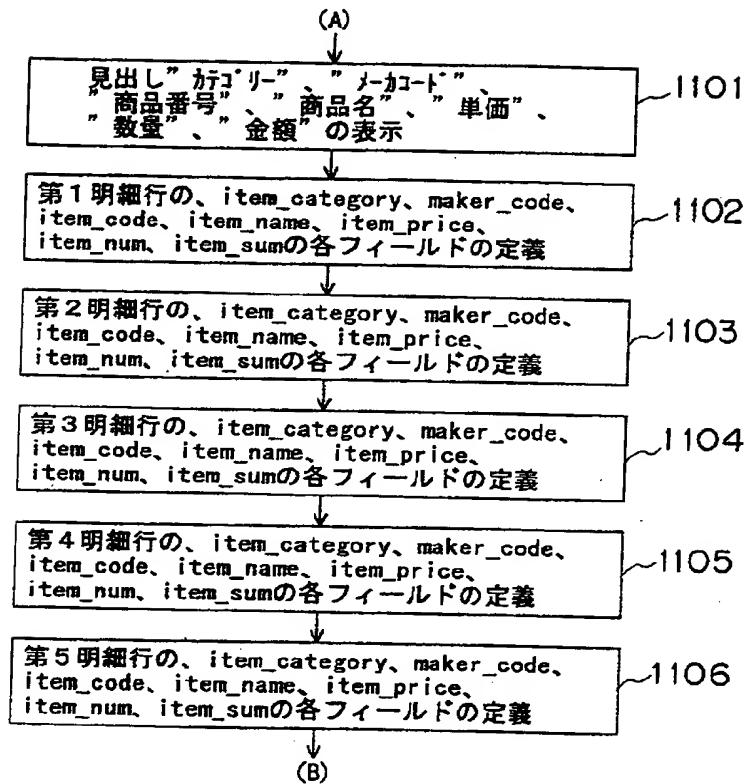 (A)
見出し”カテゴリー”、”メーカコード”、
”商品番号”、”商品名”、”単価”、
”数量”、”金額”の表示
1101
第1明細行の、item_category、maker_code、
item_code、item_name、item_price、
item_num、item_sumの各フィールドの定義
1102
第2明細行の、item_category、maker_code、
item_code、item_name、item_price、
item_num、item_sumの各フィールドの定義
1103
第3明細行の、item_category、maker_code、
item_code、item_name、item_price、
item_num、item_sumの各フィールドの定義
1104
第4明細行の、item_category、maker_code、
item_code、item_name、item_price、
item_num、item_sumの各フィールドの定義
1105
第5明細行の、item_category、maker_code、
item_code、item_name、item_price、
item_num、item_sumの各フィールドの定義
1106
(B)